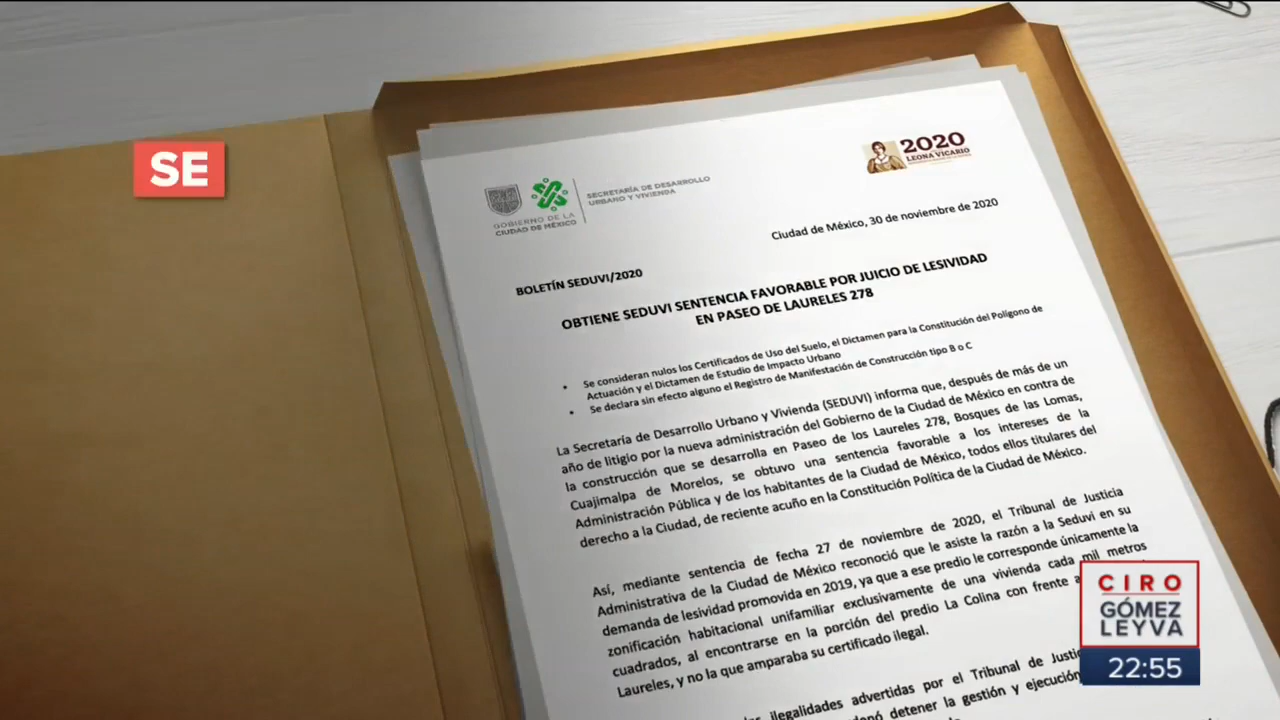 SE
2020
LEONA VICARIO
GOBIERNO DE LA
CIUDAD DE MÉXICO
SECRETARÍA DE DESARROLLO
URBANO Y VIVIENDA
Ciudad de México, 30 de noviembre de 2020
BOLETÍN SEDUVI/2020
OBTIENE SEDUVI SENTENCIA FAVORABLE POR JUICIO DE LESIVIDAD
EN PASEO DE LAURELES 278
• Se consideran nulos los Certificados de Uso del Suelo, el Dictamen para la Constitución del Polígono de
Actuación y el Dictamen de Estudio de Impacto Urbano
• Se declara sin efecto alguno el Registro de Manifestación de Construcción tipo B o C
La Secretaría de Desarrollo Urbano y Vivienda (SEDUVI) informa que, después de más de un
año de litigio por la nueva administración del Gobierno de la Ciudad de México en contra de
la construcción que se desarrolla en Paseo de los Laureles 278, Bosques de las Lomas,
Cuajimalpa de Morelos, se obtuvo una sentencia favorable a los intereses de la
Administración Pública y de los habitantes de la Ciudad de México, todos ellos titulares del
derecho a la Ciudad, de reciente acuño en la Constitución Política de la Ciudad de México.
Así, mediante sentencia de fecha 27 de noviembre de 2020, el Tribunal de Justicia
Administrativa de la Ciudad de México reconoció que le asiste la razón a la Seduvi en su
demanda de lesividad promovida en 2019, ya que a ese predio le corresponde únicamente la
zonificación habitacional unifamiliar exclusivamente de una vivienda cada mil metros
cuadrados, al encontrarse en la porción del predio La Colina con frente a
Laureles, y no la que amparaba su certificado ilegal.
ilegalidades advertidas por el Tribunal de
detener la gestión y ejecución
CIRO
GÓMEZ
LEYVA
22:55